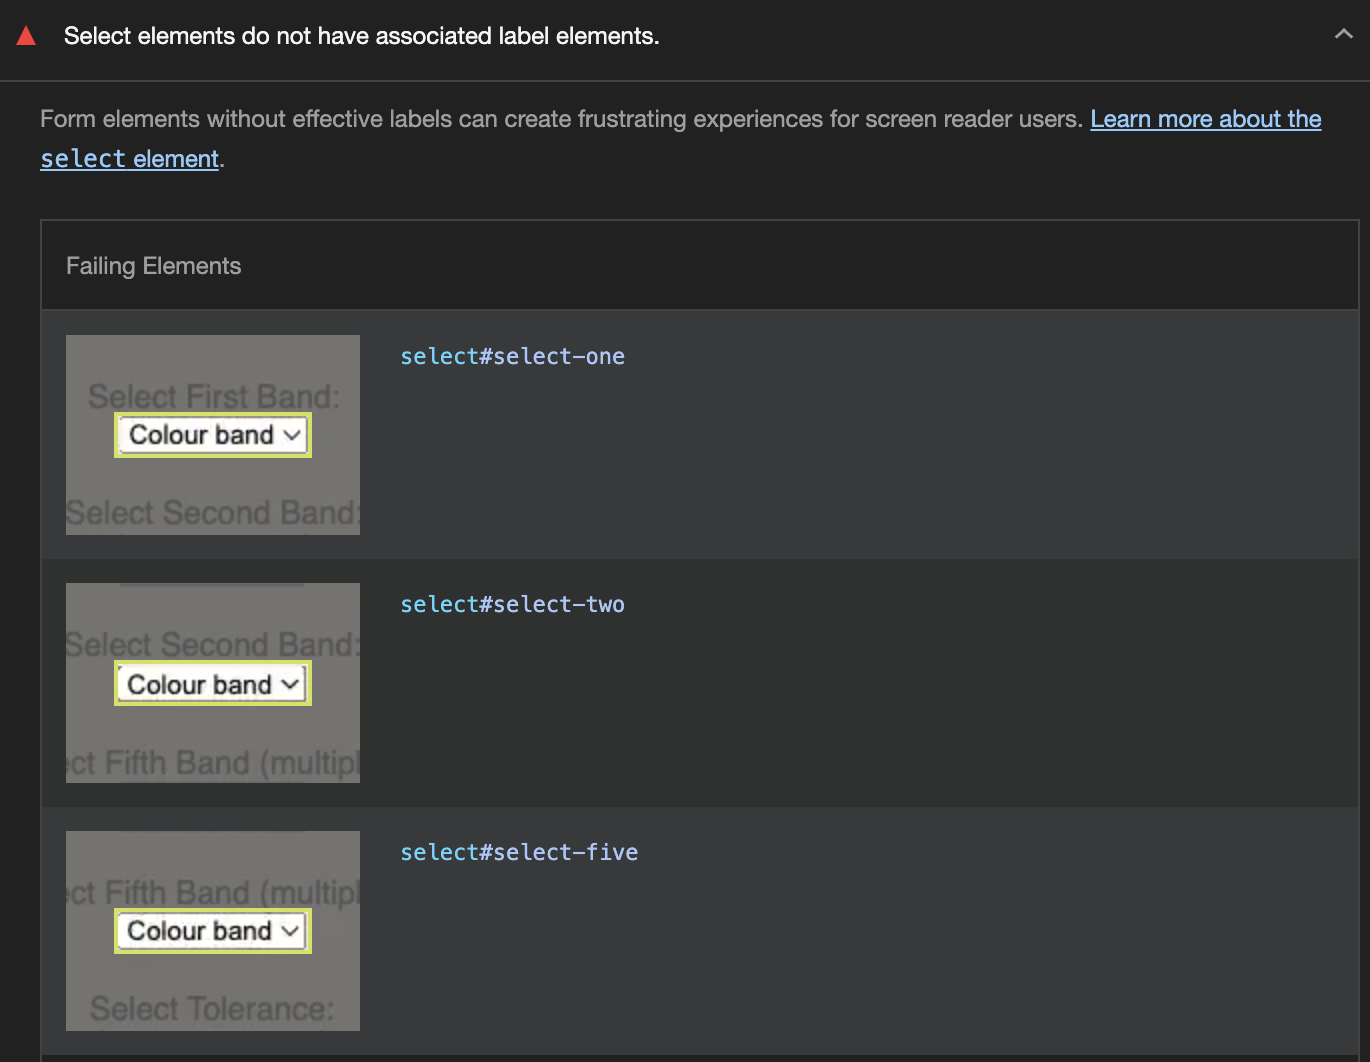 Select elements do not have associated label elements.
Form elements without effective labels can create frustrating experiences for screen reader users. Learn more about the
select element.
Failing Elements
Select First Band:
Colour band
Select Second Band:
select#select-one
Select Second Band:
Colour band
ct Fifth Band (multipl
select#select-two
ct Fifth Band (multipl
Colour band
Select Tolerance:
select#select-five